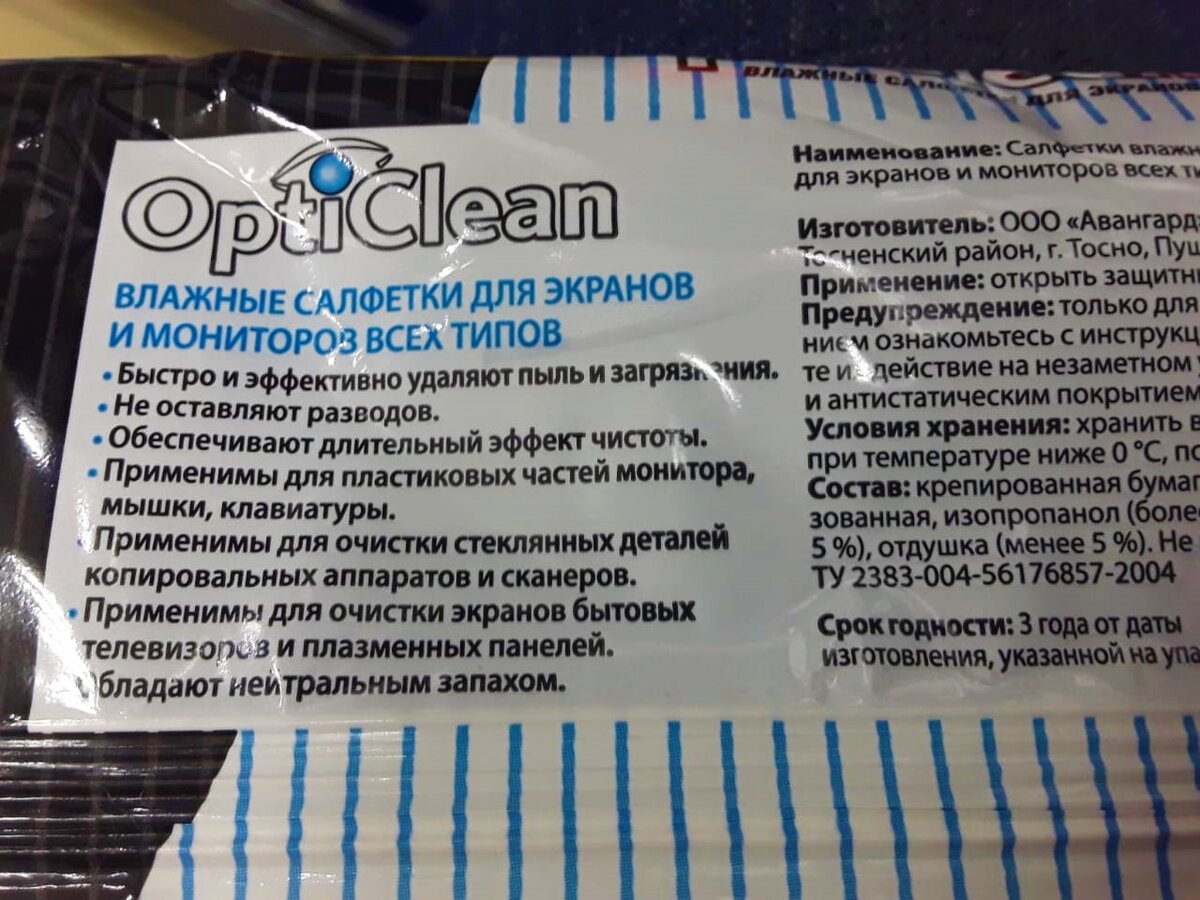 ВЛАЖНЫЕ САЛФЕТКИ ДЛЯ ЭКРАНОВ
OptiClean
ВЛАЖНЫЕ САЛФЕТКИ ДЛЯ ЭКРАНОВ
И МОНИТОРОВ ВСЕХ ТИПОВ
• Быстро и эффективно удаляют пыль и загрязнения.
• Не оставляют разводов.
• Обеспечивают длительный эффект чистоты.
• Применимы для пластиковых частей монитора,
мышки, клавиатуры.
• Применимы для очистки стеклянных деталей
копировальных аппаратов и сканеров.
• Применимы для очистки экранов бытовых
телевизоров и плазменных панелей.
Обладают нейтральным запахом.
Наименование: Салфетки влажн
для экранов и мониторов всех ти
Изготовитель: ООО «Авангард»
Тосненский район, г. Тосно, Пуш
Применение: открыть защитн
Предупреждение: только для
нием ознакомьтесь с инструкц
те действие на незаметном
и антистатическим покрытием
Условия хранения: хранить в
при температуре ниже 0 °C, по
Состав: крепированная бумаг
зованная, изопропанол (боле
5 %), отдушка (менее 5 %). Не
ТУ 2383-004-56176857-2004
Срок годности: 3 года от даты
изготовления, указанной на упа